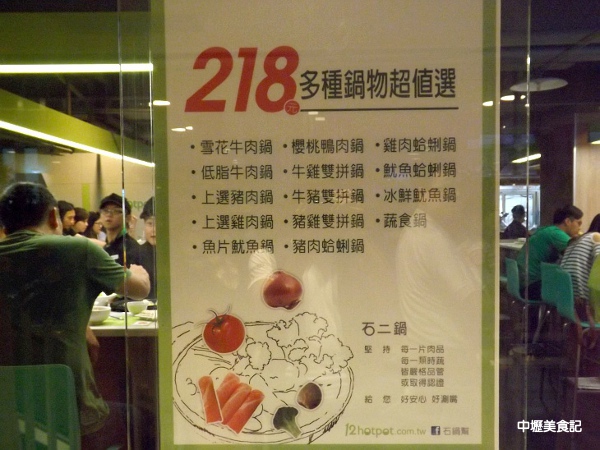 218元 多種鍋物超值選
・雪花牛肉鍋 ・櫻桃鴨肉鍋 ・雞肉蛤蜊鍋
・低脂牛肉鍋 ・牛雞雙拼鍋 ・魷魚蛤蜊鍋
・上選豬肉鍋 ・牛豬雙拼鍋 ・冰鮮魷魚鍋
・上選雞肉鍋 ・豬雞雙拼鍋 ・蔬食鍋
・魚片魷魚鍋 ・豬肉蛤蜊鍋
石二鍋
堅持 每一片肉品
每一顆時蔬
皆嚴格品管
或取得認證
給您 好安心 好涮嘴
12hotpot.com.tw 石鍋幫
中壢美食記